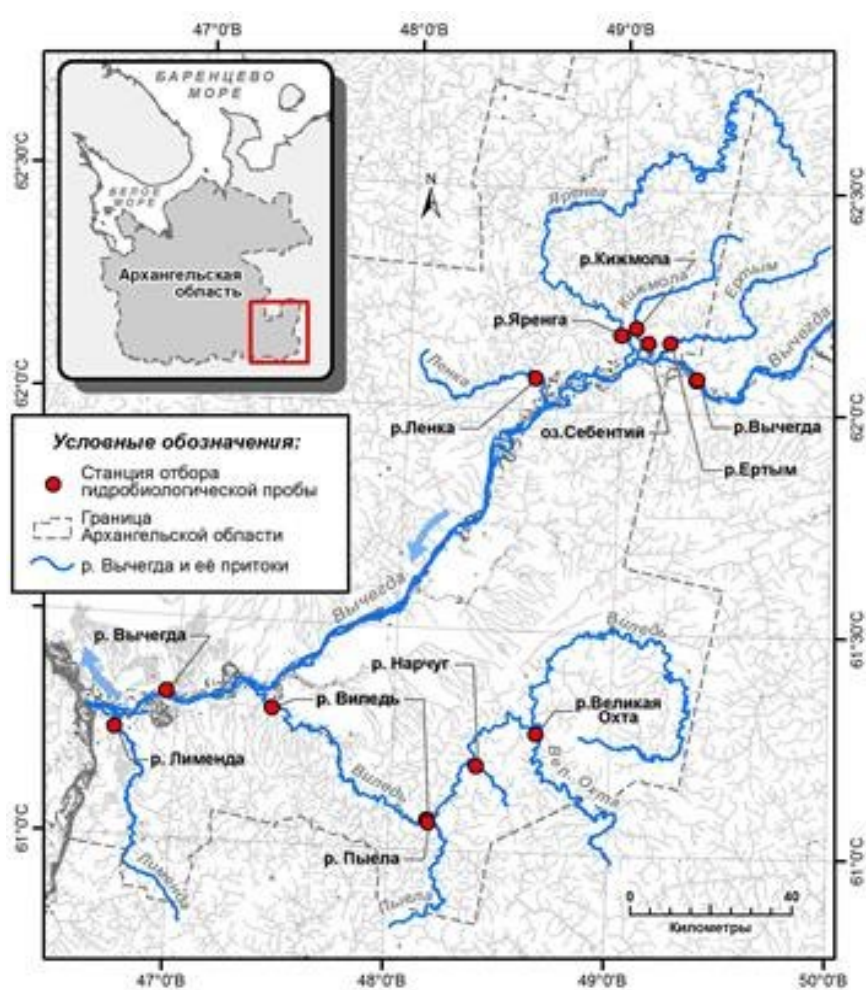 47°0'В
48°0'В
49°0'В
БАРЕНЦЕВО
МОРЕ
БЕЛОЕ
МОРЕ
Архангельская
область
62°30'С
62°30'С
N
Яренга
р.Кижмола
Кижмола
Ертым
р.Яренга
Вычегда
62°0'С
62°0'С
Ленка
р.Ленка
оз.Себентий
р.Вычегда
р.Ертым
Условные обозначения:
Станция отбора
гидробиологической пробы
Граница
Архангельской области
р. Вычегда и её притоки
Вычегда
61°30'С
р. Вычегда
Виледь
р. Нарчуг
р. Виледь
р.Великая
Охта
р. Лименда
Виледь
Вел. Охта
61°0'С
61°0'С
р. Пыела
Лименда
Пыела
0
40
Километры
47°0'В
48°0'В
49°0'В
50°0'В